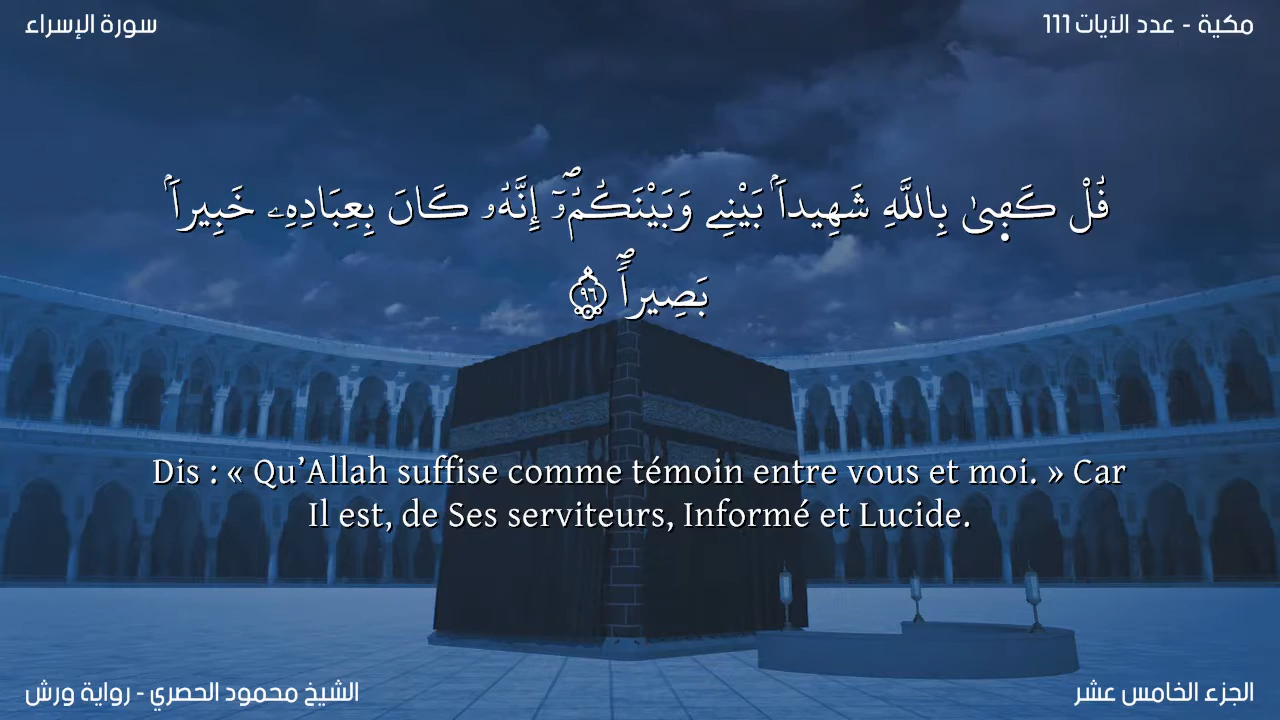 سورة الإسراء
مكية - عدد الآيات 111
قُلْ كَف۪ىٰ بِاللَّهِ شَهِيداَۢ بَيْنِے وَبَيْنَكُمُۥٓۖ إِنَّهُۥ كَانَ بِعِبَادِهِۦ خَبِيراَۢ
بَصِيراٗۖ ٩٦
Dis : « Qu’Allah suffise comme témoin entre vous et moi. » Car
Il est, de Ses serviteurs, Informé et Lucide.
الشيخ محمود الحصري - رواية ورش
الجزء الخامس عشر